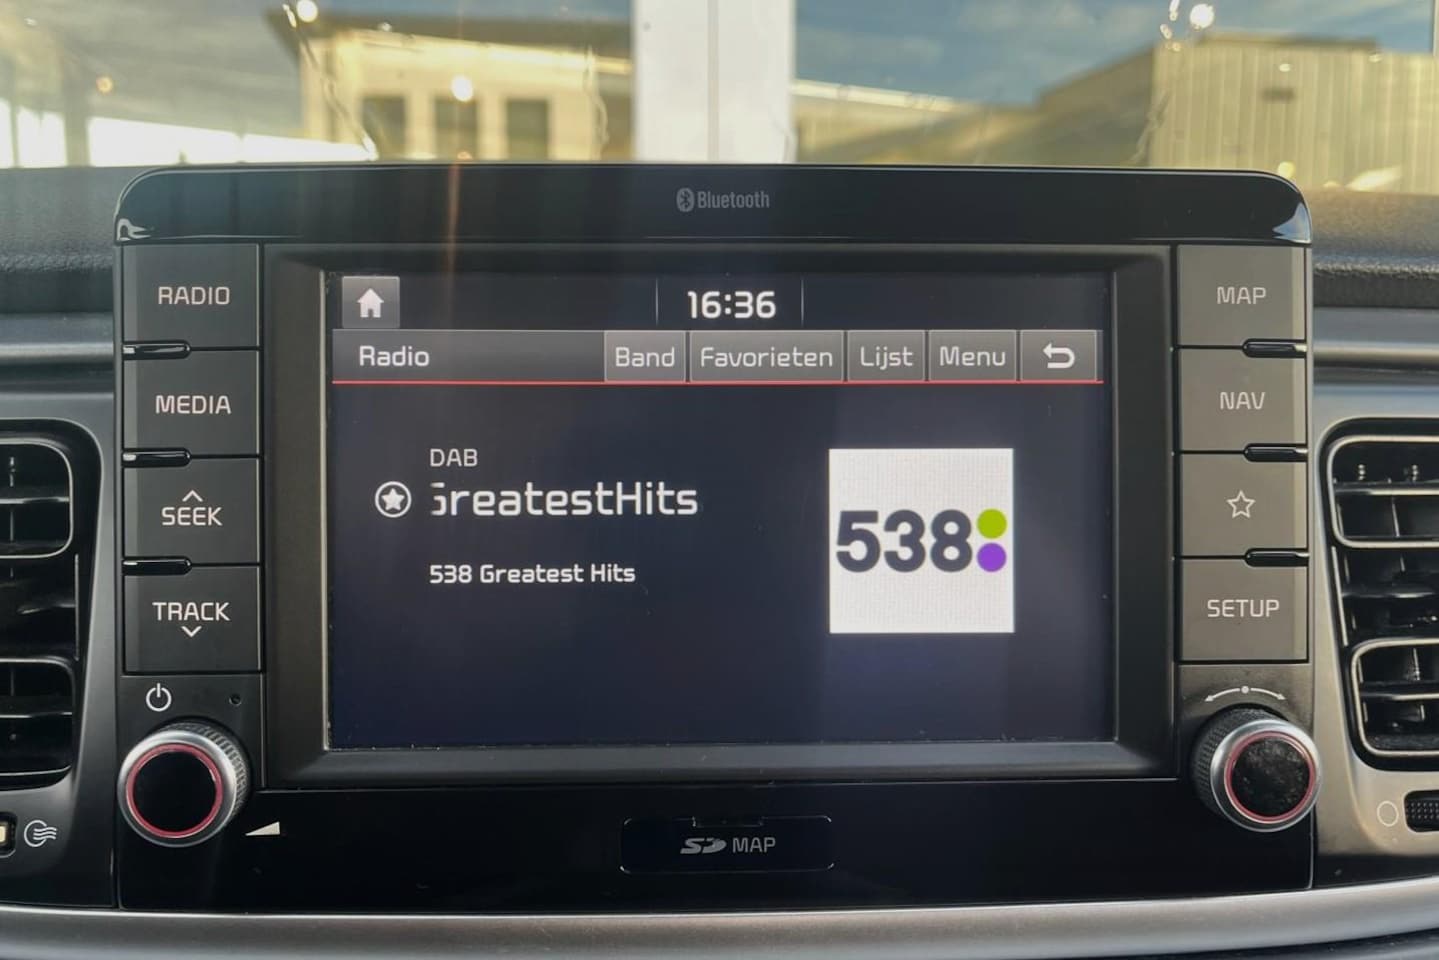 Bluetooth
RADIO
MEDIA
SEEK
TRACK
16:36
Radio
Band
Favorieten
Lijst
Menu
DAB
GreatestHits
538 Greatest Hits
538
MAP
NAV
SETUP
SD MAP